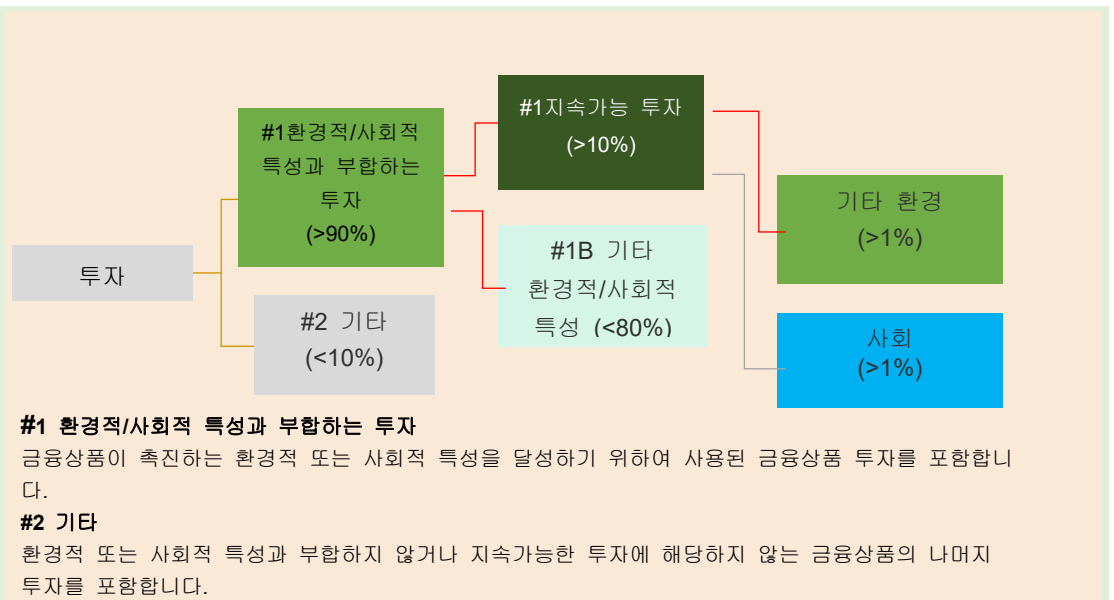 #1환경적/사회적
특성과 부합하는
투자
(>90%)
#1지속가능 투자
(>10%)
기타 환경
(>1%)
#1B 기타
환경적/사회적
특성 (<80%)
투자
#2 기타
(<10%)
사회
(>1%)
#1 환경적/사회적 특성과 부합하는 투자
금융상품이 촉진하는 환경적 또는 사회적 특성을 달성하기 위하여 사용된 금융상품 투자를 포함합니
다.
#2 기타
환경적 또는 사회적 특성과 부합하지 않거나 지속가능한 투자에 해당하지 않는 금융상품의 나머지
투자를 포함합니다.